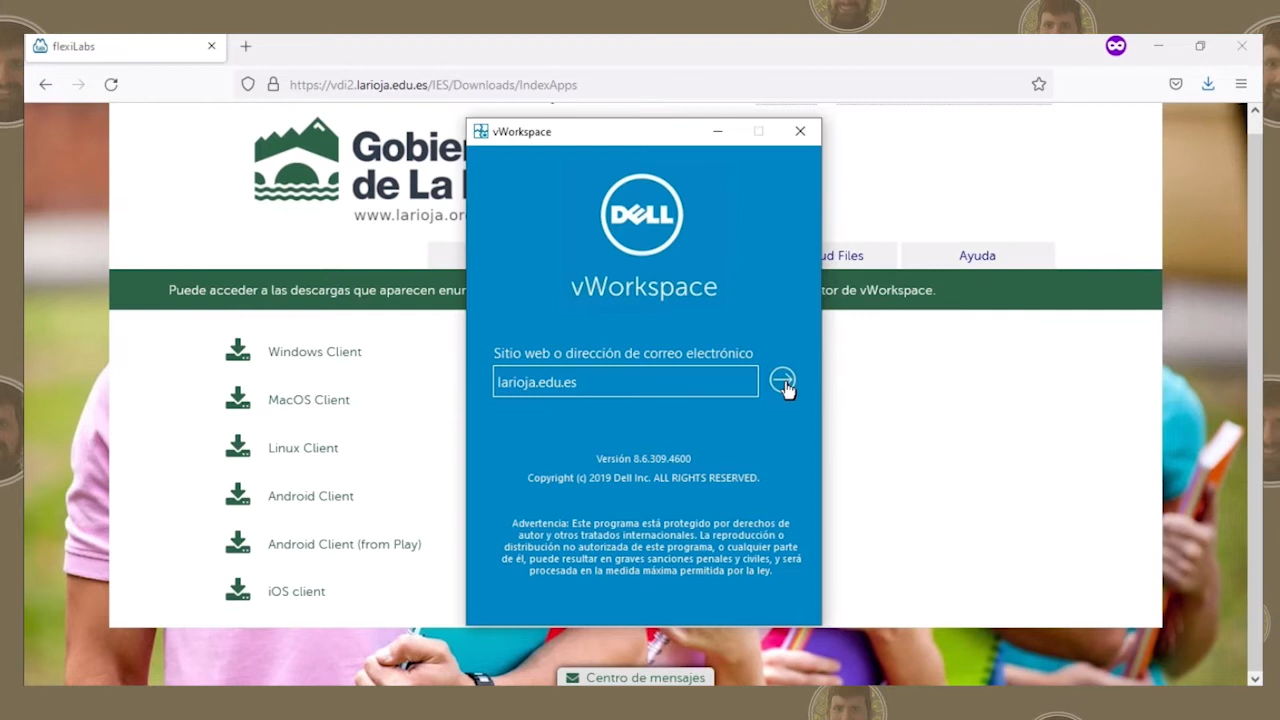 flexiLabs
https://vdi2.larioja.edu.es/IES/Downloads/IndexApps
vWorkspace
de La
www.larioja.or
DELL
vWorkspace
ud Files
Ayuda
Puede acceder a las descargas que aparecen enu
tor de vWorkspace.
Sitio web o dirección de correo electrónico
larioja.edu.es
Windows Client
MacOS Client
Linux Client
Android Client
Android Client (from Play)
iOS client
Versión 8.6.309.4600
Copyright (c) 2019 Dell Inc. ALL RIGHTS RESERVED.
Advertencia: Este programa está protegido por derechos de
autor y otros tratados internacionales. La reproducción o
distribución no autorizada de este programa, o cualquier parte
de él, puede resultar en graves sanciones penales y civiles, y será
procesada en la medida máxima permitida por la ley.
Centro de mensajes